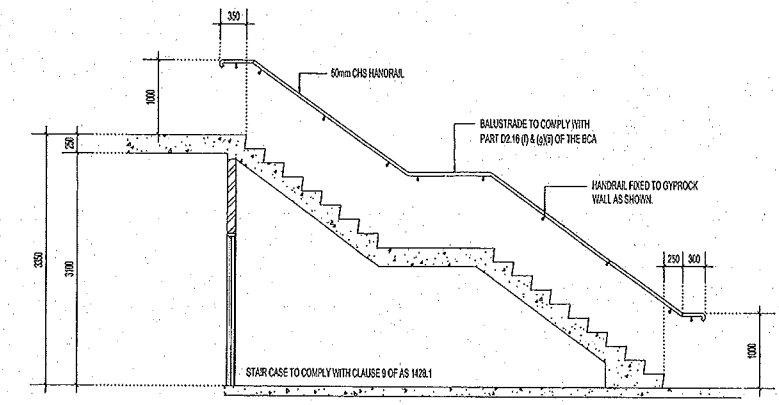 350
50mm CHS HANDRAIL
1000
BALUSTRADE TO COMPLY WITH
PART D2.16 (f) & (g)(ii) OF THE BCA
250
HANDRAIL FIXED TO GYPROCK
WALL AS SHOWN.
3350
3100
250
300
1000
STAIR CASE TO COMPLY WITH CLAUSE 9 OF AS 1428.1